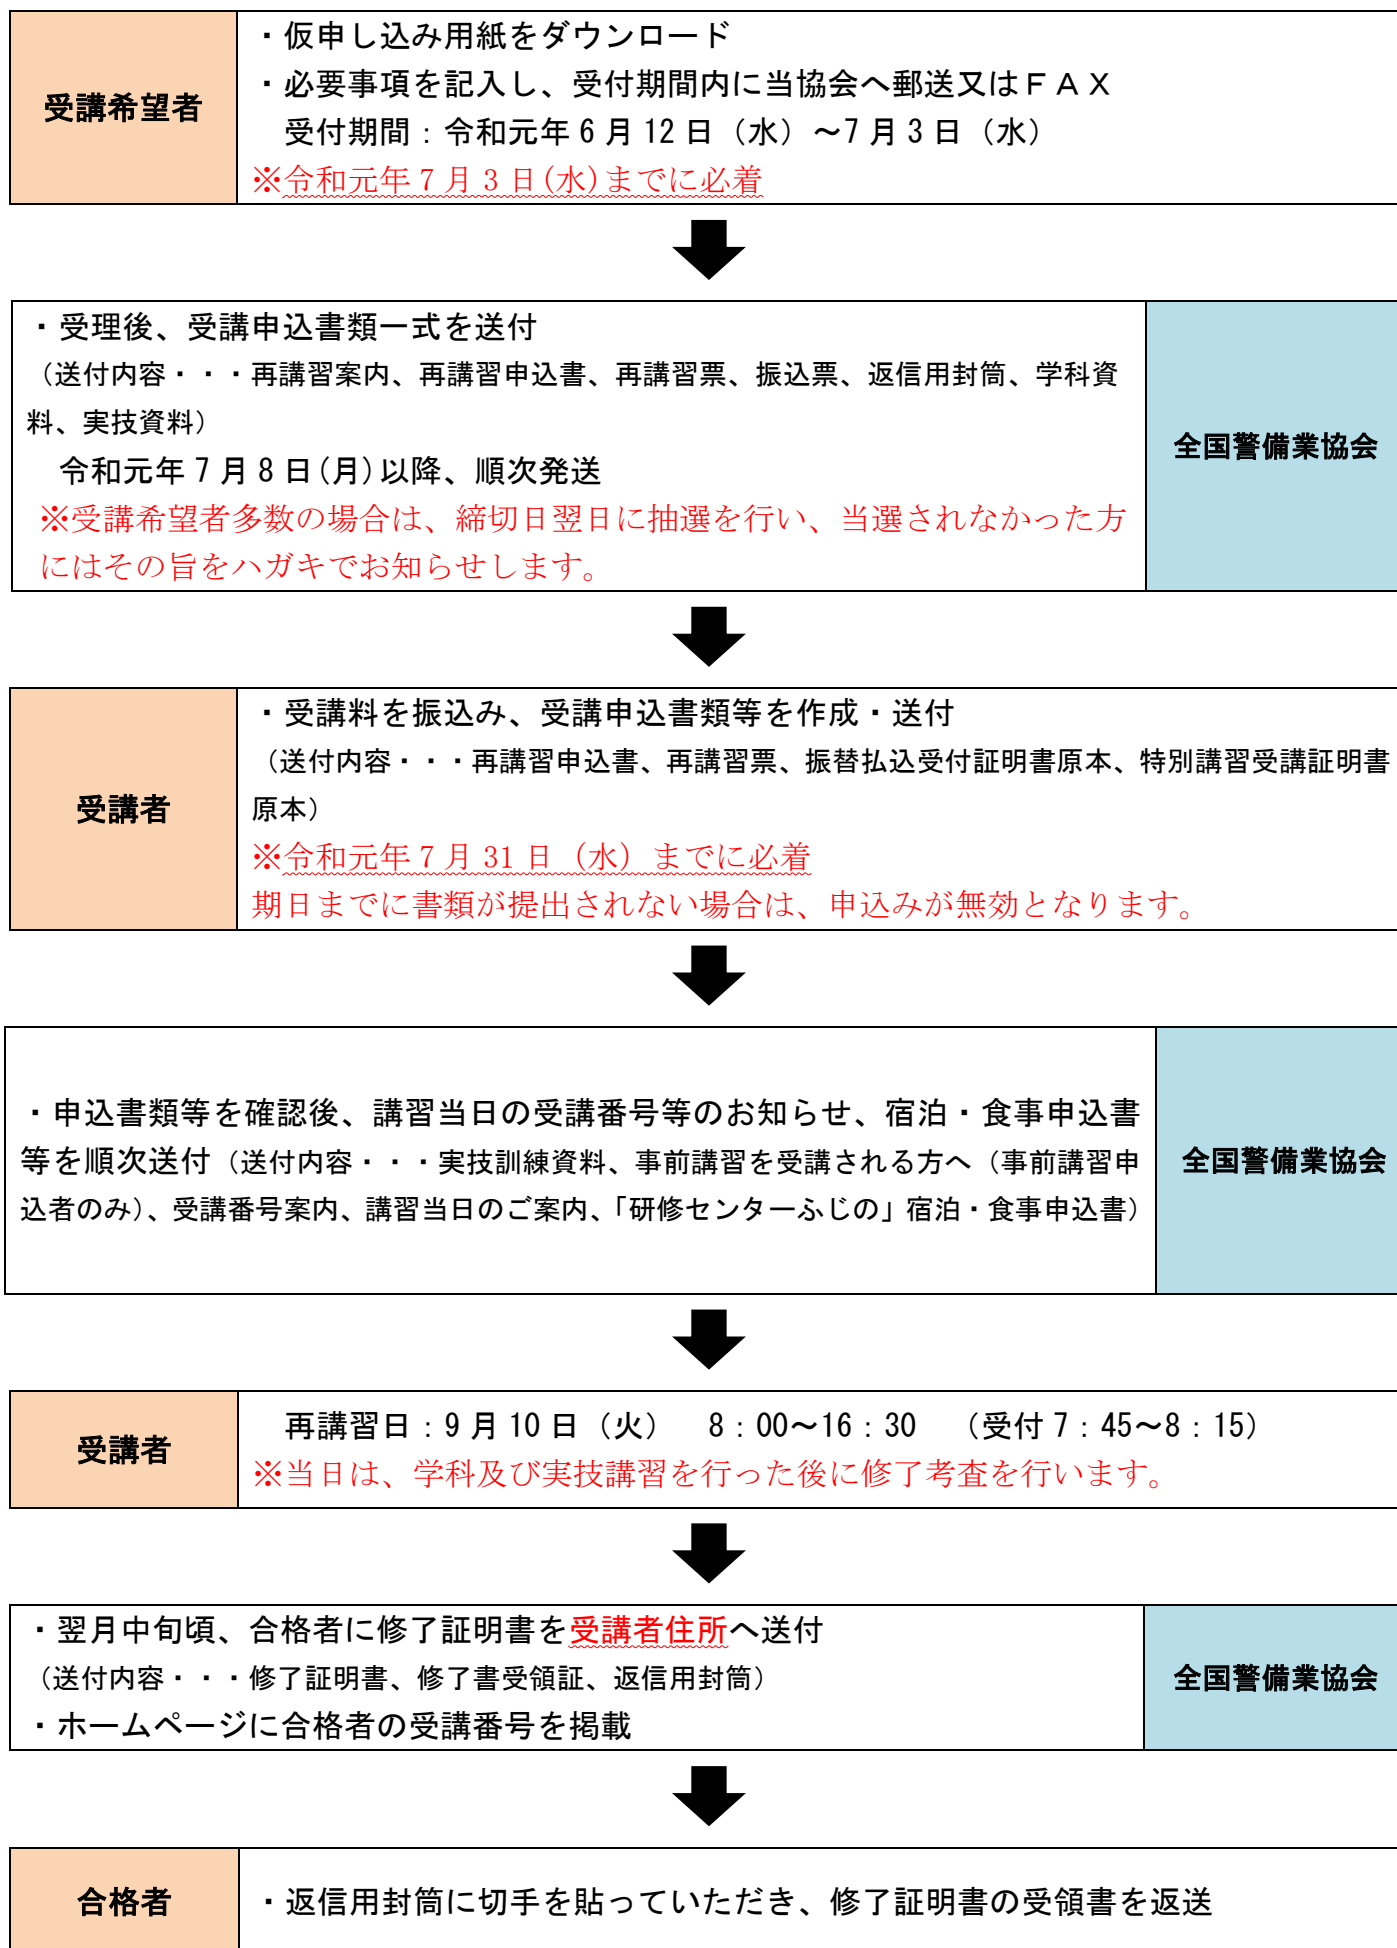 受講希望者
・仮申し込み用紙をダウンロード
・必要事項を記入し、受付期間内に当協会へ郵送又はＦＡＸ
受付期間：令和元年6月12日（水）～7月3日（水）
※令和元年7月3日(水)までに必着
・受理後、受講申込書類一式を送付
（送付内容・・・再講習案内、再講習申込書、再講習票、振込票、返信用封筒、学科資
料、実技資料）
令和元年7月8日(月)以降、順次発送
※受講希望者多数の場合は、締切日翌日に抽選を行い、当選されなかった方
にはその旨をハガキでお知らせします。
全国警備業協会
受講者
・受講料を振込み、受講申込書類等を作成・送付
（送付内容・・・再講習申込書、再講習票、振替払込受付証明書原本、特別講習受講証明書
原本）
※令和元年7月31日（水）までに必着
期日までに書類が提出されない場合は、申込みが無効となります。
・申込書類等を確認後、講習当日の受講番号等のお知らせ、宿泊・食事申込書
等を順次送付（送付内容・・・実技訓練資料、事前講習を受講される方へ（事前講習申
込者のみ）、受講番号案内、講習当日のご案内、「研修センターふじの」宿泊・食事申込書）
全国警備業協会
受講者
再講習日：9月10日（火）　8：00～16：30　（受付7：45～8：15）
※当日は、学科及び実技講習を行った後に修了考査を行います。
・翌月中旬頃、合格者に修了証明書を受講者住所へ送付
（送付内容・・・修了証明書、修了書受領証、返信用封筒）
・ホームページに合格者の受講番号を掲載
全国警備業協会
合格者
・返信用封筒に切手を貼っていただき、修了証明書の受領書を返送